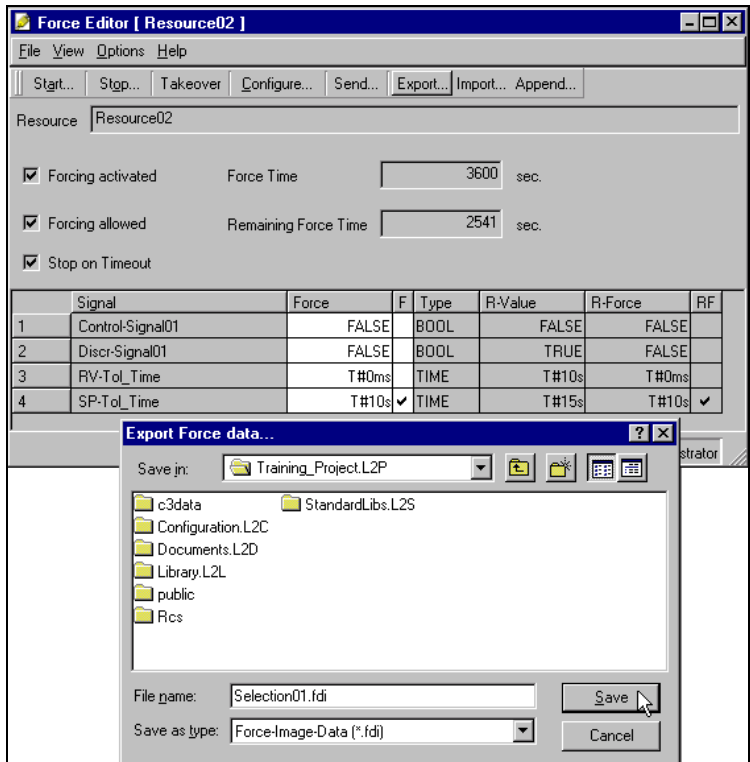 Force Editor [ Resource02 ]
File View Options Help
Start... Stop... Takeover Configure... Send... Export... Import... Append...
Resource Resource02
Forcing activated Force Time 3600 sec.
Forcing allowed Remaining Force Time 2541 sec.
Stop on Timeout
Signal Force F Type R-Value R-Force RF
1 Control-Signal01 FALSE BOOL FALSE FALSE
2 Discr-Signal01 FALSE BOOL TRUE FALSE
3 RV-Tol_Time T#0ms TIME T#10s T#0ms
4 SP-Tol_Time T#10s ✔ TIME T#15s T#10s ✔
strator
Export Force data...
Save in: Training_Project.L2P
c3data StandardLibs.L2S
Configuration.L2C
Documents.L2D
Library.L2L
public
Rcs
File name: Selection01.fdi Save
Save as type: Force-Image-Data (*.fdi) Cancel